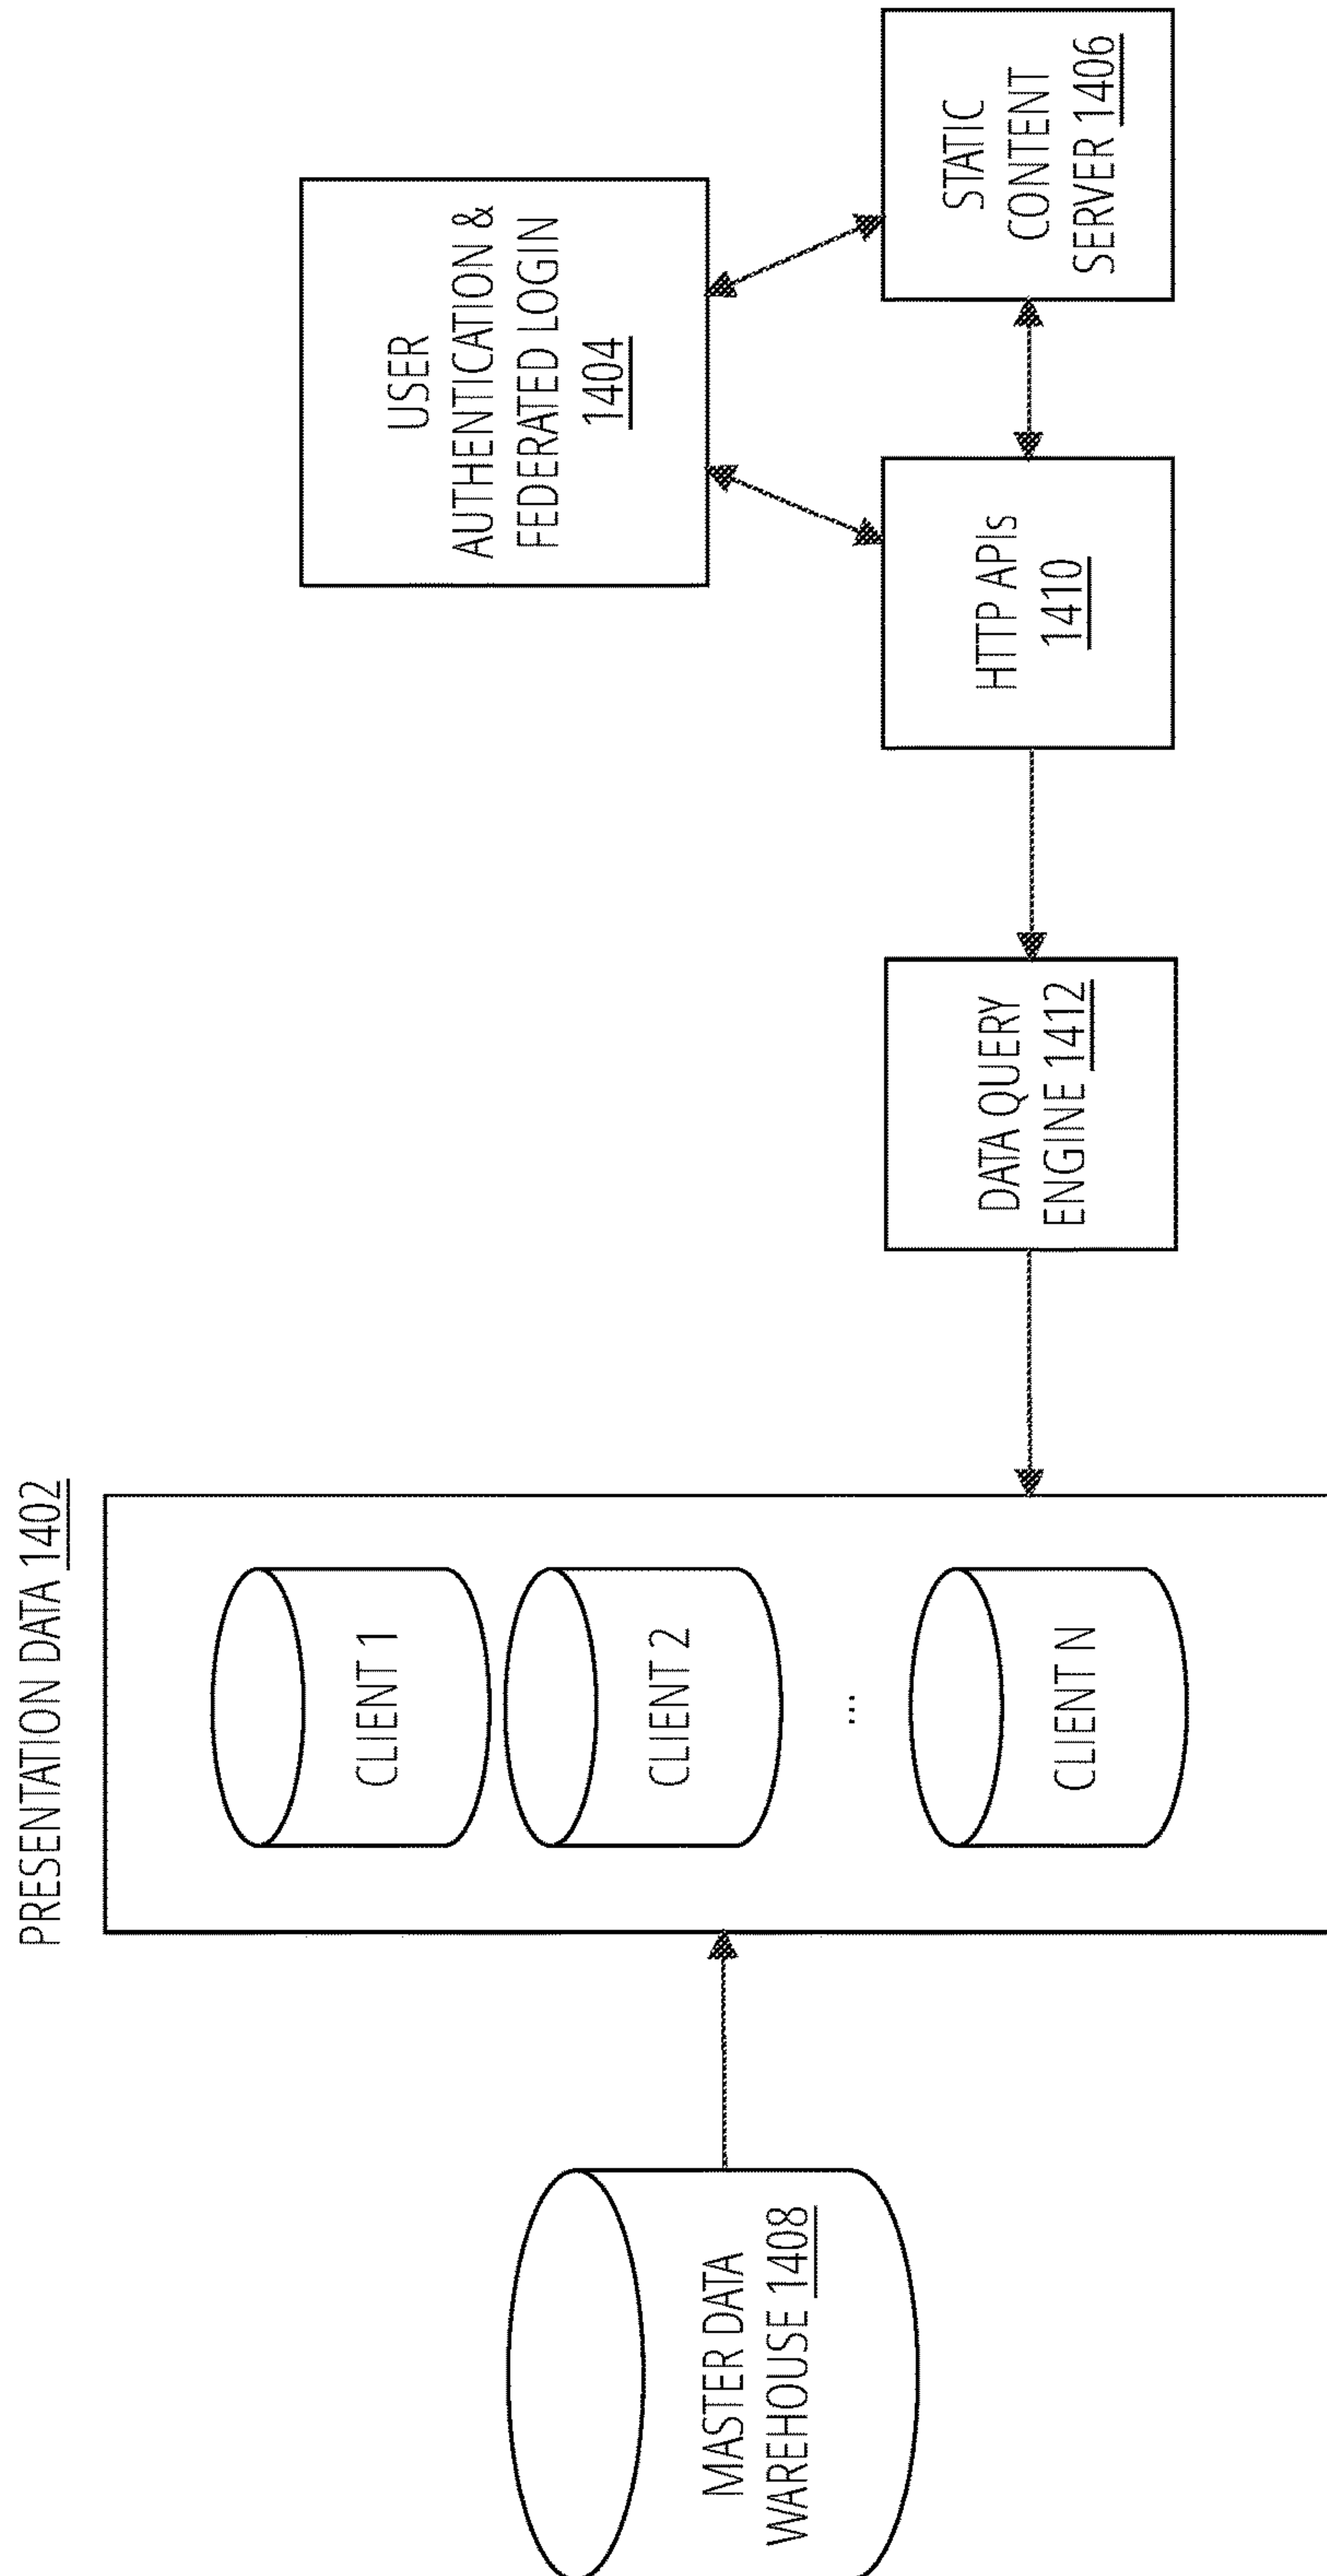 PRESENTATION DATA 1402
CLIENT 1
CLIENT 2
...
CLIENT N
MASTER DATA
WAREHOUSE 1408
DATA QUERY
ENGINE 1412
HTTP APIs
1410
USER
AUTHENTICATION &
FEDERATED LOGIN
1404
STATIC
CONTENT
SERVER 1406